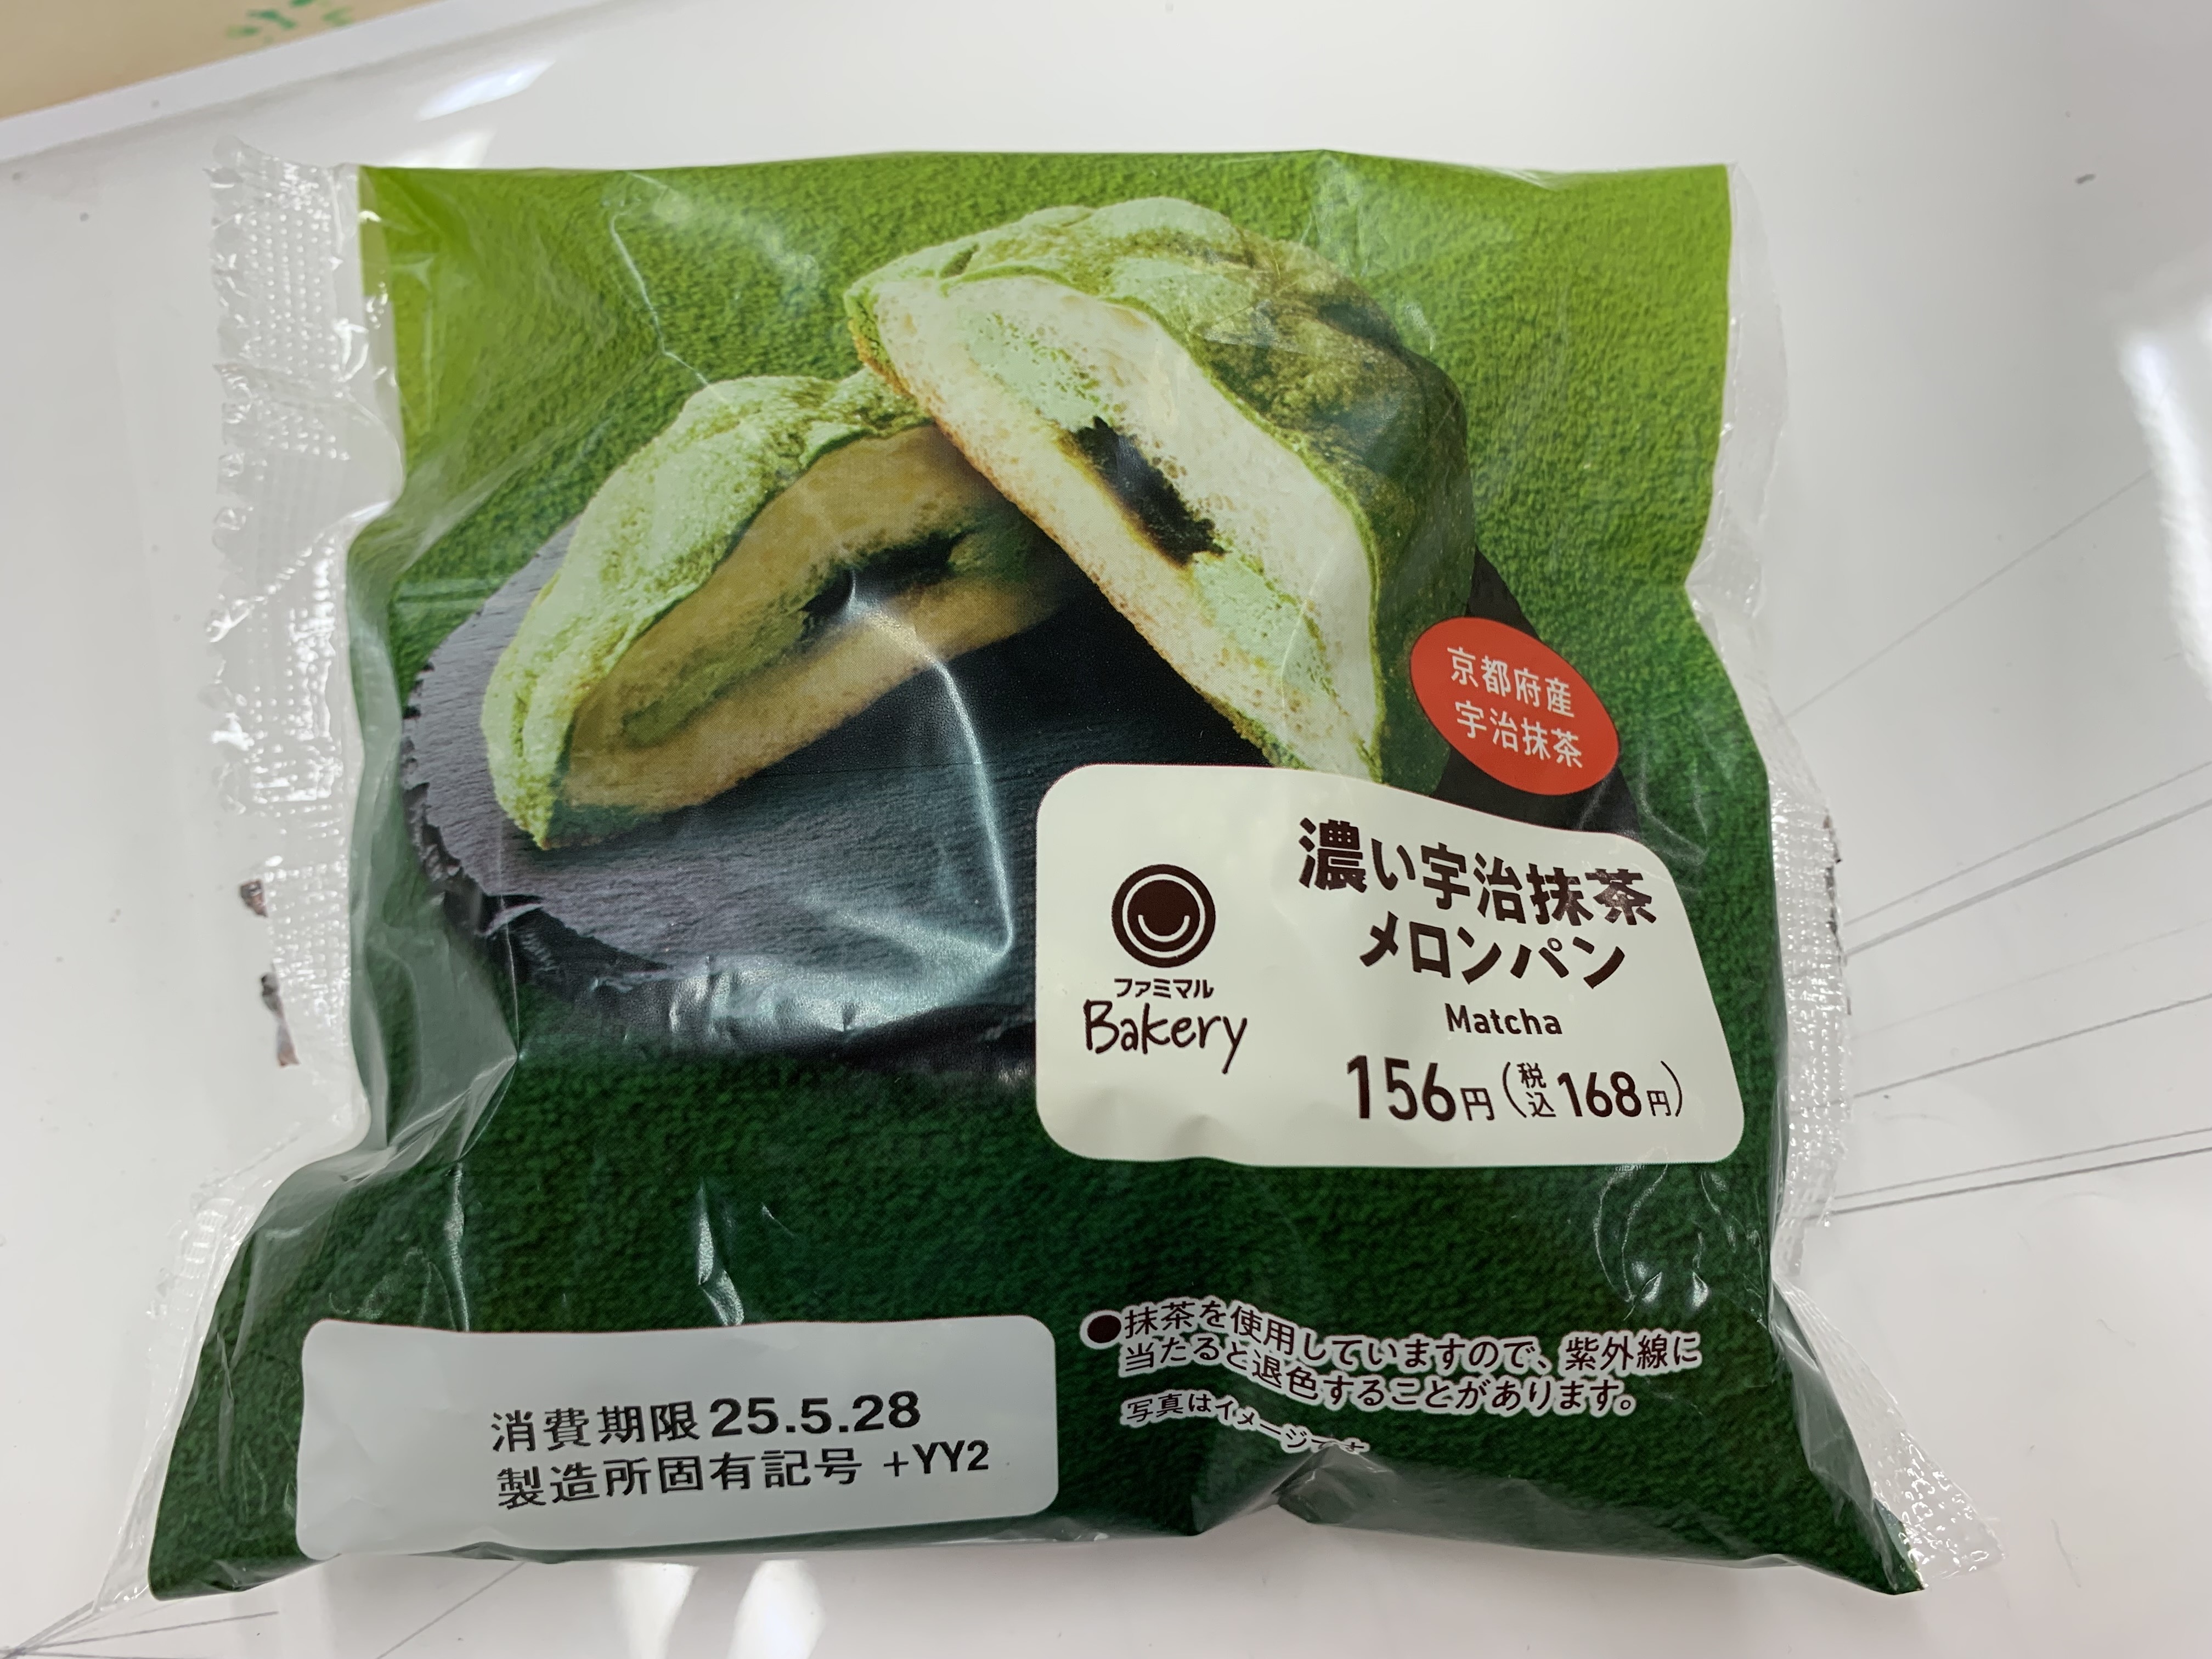 京都府産
宇治抹茶
濃い宇治抹茶
メロンパン
Matcha
156円(税込168円)
ファミマル
Bakery
●抹茶を使用していますので、紫外線に
当たると退色することがあります。
写真はイメージです
消費期限 25.5.28
製造所固有記号 +YY2